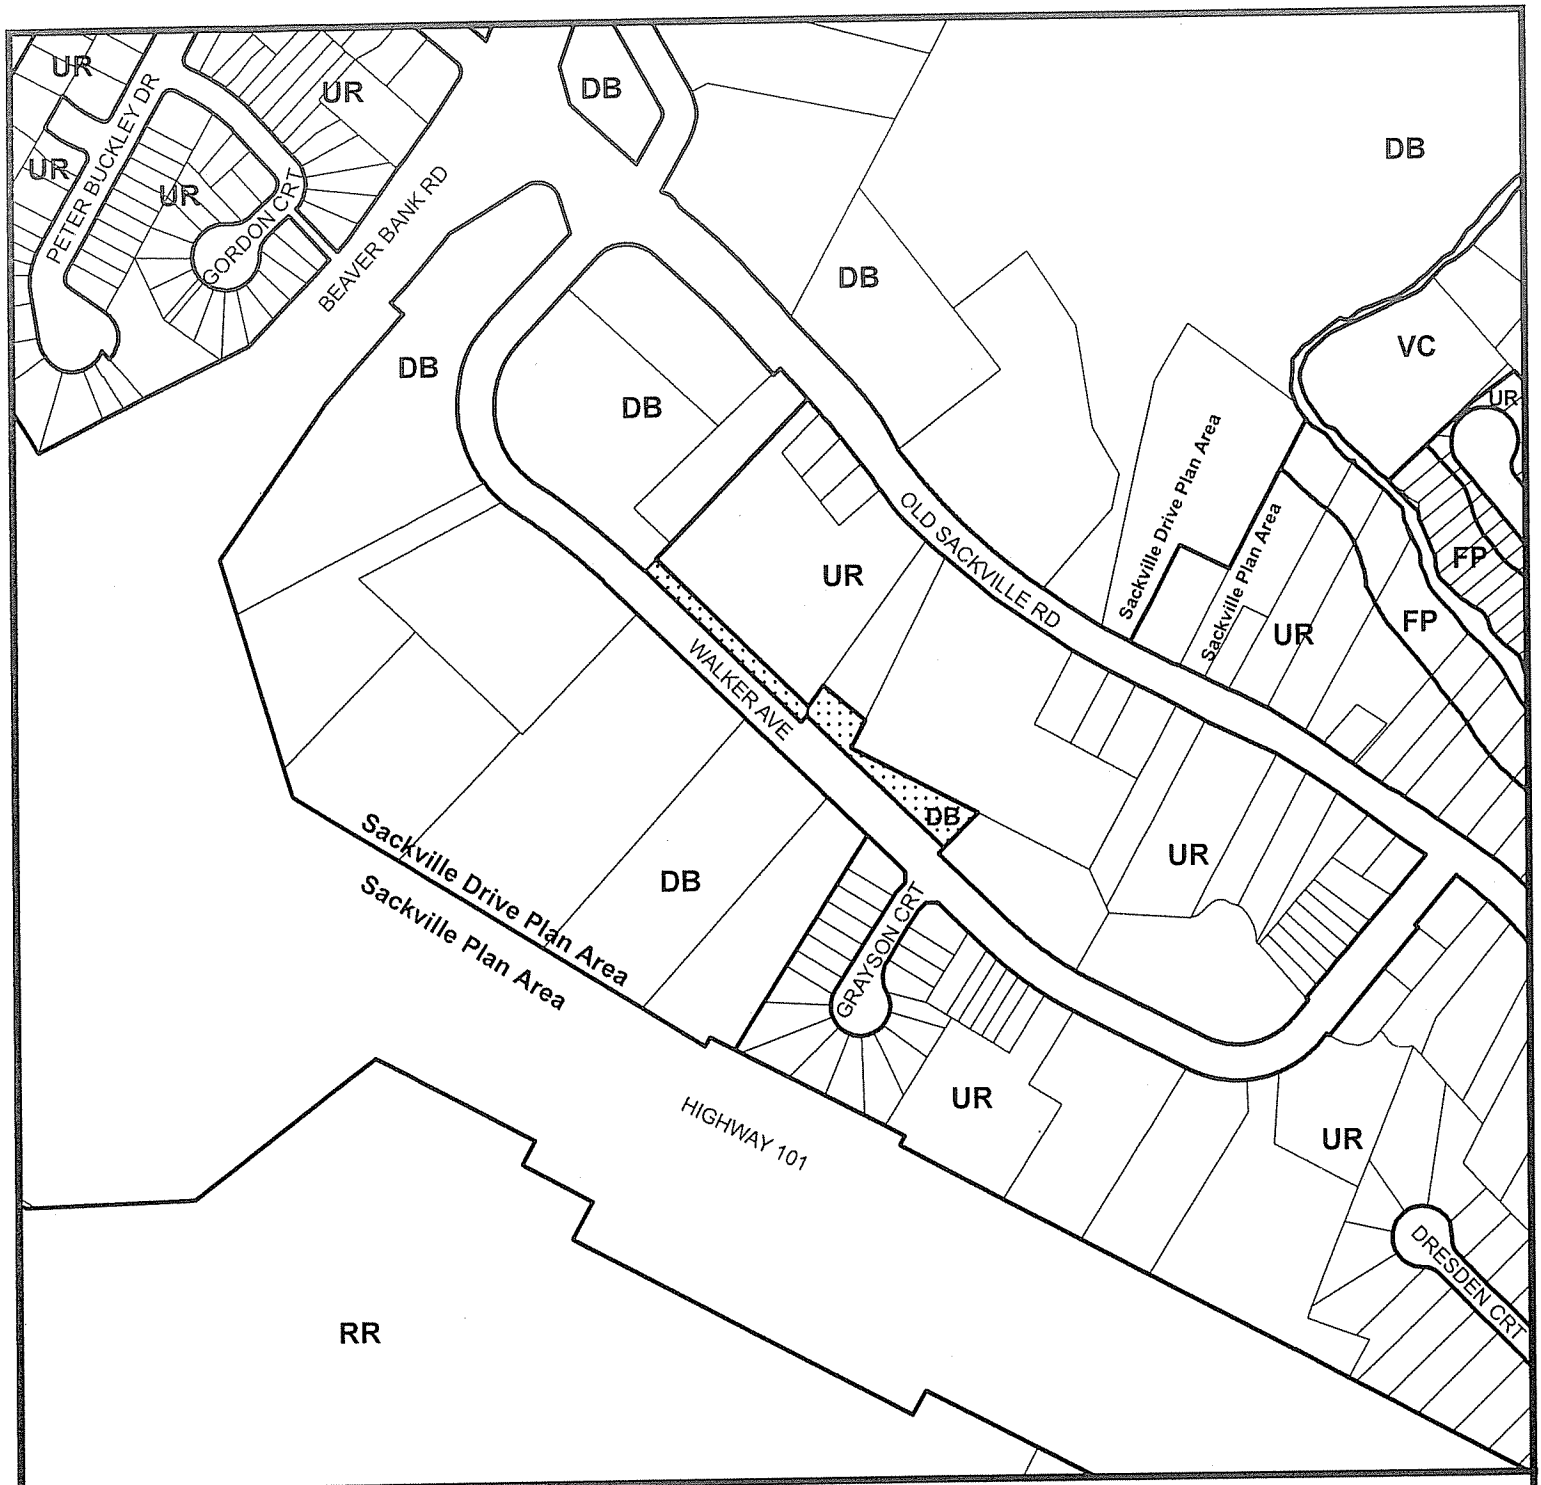 UR
UR
DB
DB
PETER BUCKLEY DR
UR
UR
GORDON CRT
BEAVER BANK RD
DB
DB
DB
VC
UR
Sackville Drive Plan Area
Sackville Plan Area
OLD SACKVILLE RD
UR
UR
FP
FP
WALKER AVE
DB
UR
Sackville Drive Plan Area
Sackville Plan Area
DB
GRAYSON CRT
UR
HIGHWAY 101
UR
DRESDEN CRT
RR